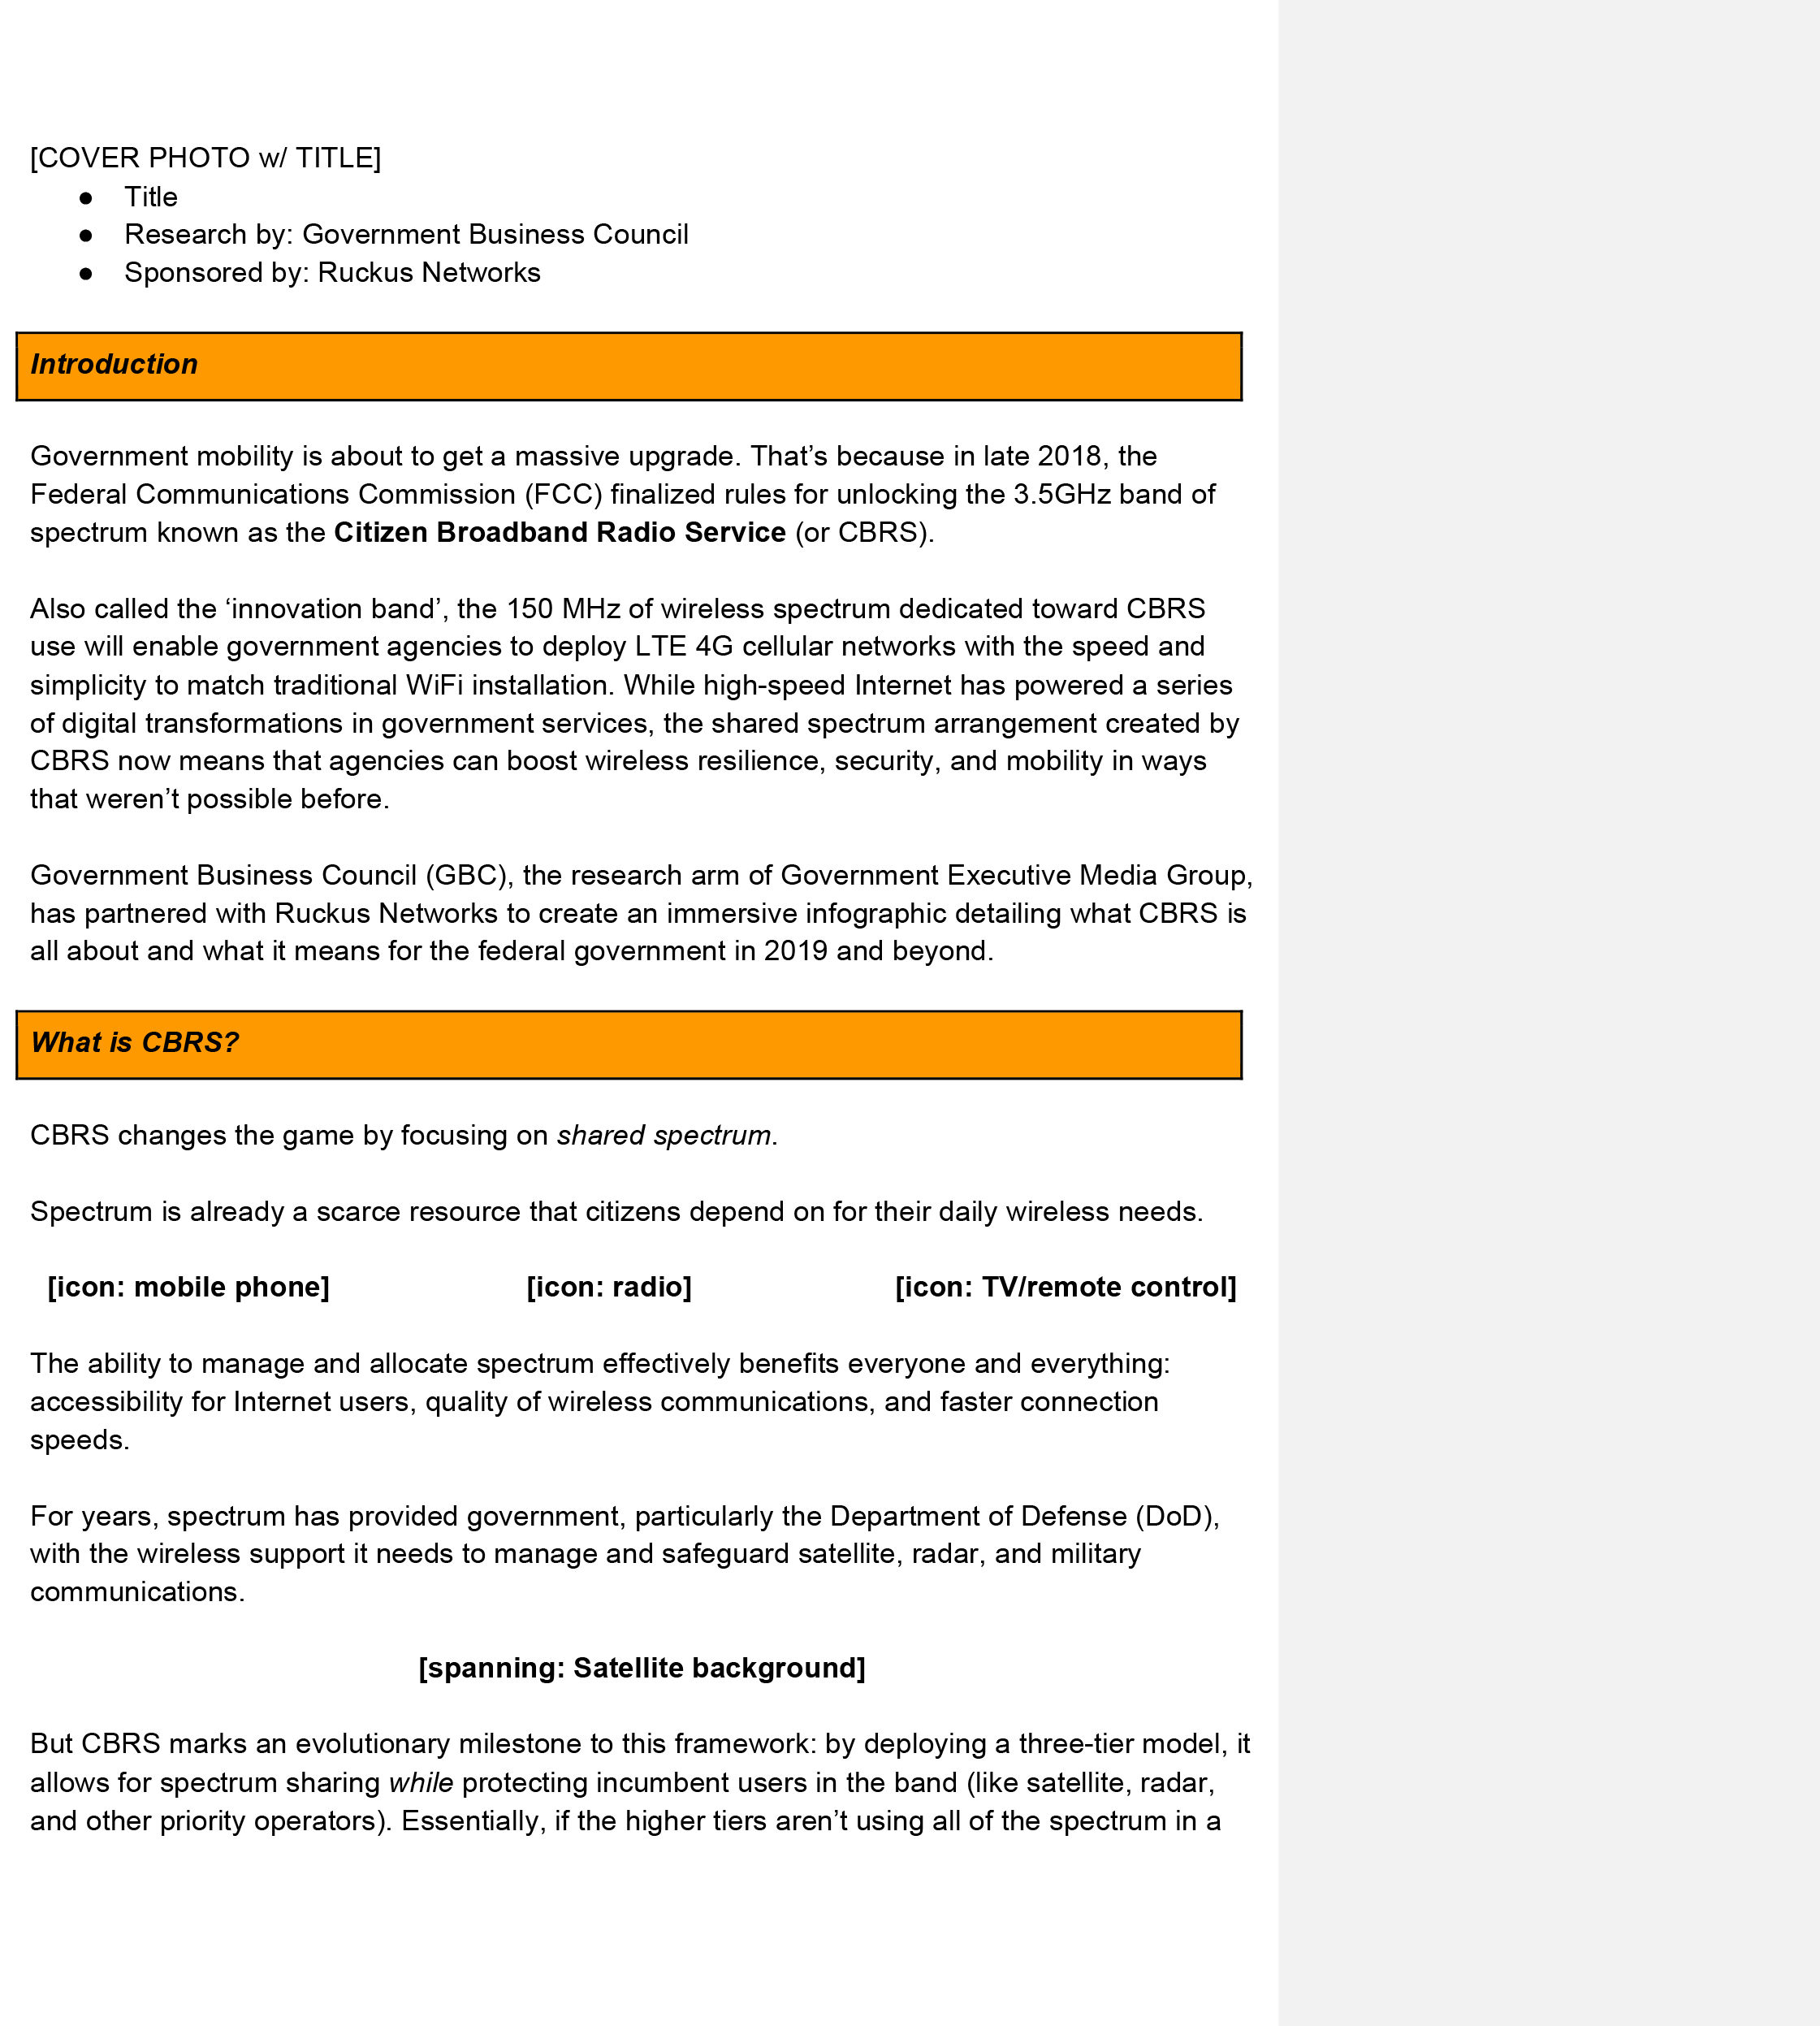 [COVER PHOTO w/ TITLE]
● Title
● Research by: Government Business Council
● Sponsored by: Ruckus Networks
Introduction
Government mobility is about to get a massive upgrade. That’s because in late 2018, the
Federal Communications Commission (FCC) finalized rules for unlocking the 3.5GHz band of
spectrum known as the Citizen Broadband Radio Service (or CBRS).
Also called the ‘innovation band’, the 150 MHz of wireless spectrum dedicated toward CBRS
use will enable government agencies to deploy LTE 4G cellular networks with the speed and
simplicity to match traditional WiFi installation. While high-speed Internet has powered a series
of digital transformations in government services, the shared spectrum arrangement created by
CBRS now means that agencies can boost wireless resilience, security, and mobility in ways
that weren’t possible before.
Government Business Council (GBC), the research arm of Government Executive Media Group,
has partnered with Ruckus Networks to create an immersive infographic detailing what CBRS is
all about and what it means for the federal government in 2019 and beyond.
What is CBRS?
CBRS changes the game by focusing on shared spectrum.
Spectrum is already a scarce resource that citizens depend on for their daily wireless needs.
[icon: mobile phone] [icon: radio] [icon: TV/remote control]
The ability to manage and allocate spectrum effectively benefits everyone and everything:
accessibility for Internet users, quality of wireless communications, and faster connection
speeds.
For years, spectrum has provided government, particularly the Department of Defense (DoD),
with the wireless support it needs to manage and safeguard satellite, radar, and military
communications.
[spanning: Satellite background]
But CBRS marks an evolutionary milestone to this framework: by deploying a three-tier model, it
allows for spectrum sharing while protecting incumbent users in the band (like satellite, radar,
and other priority operators). Essentially, if the higher tiers aren’t using all of the spectrum in a